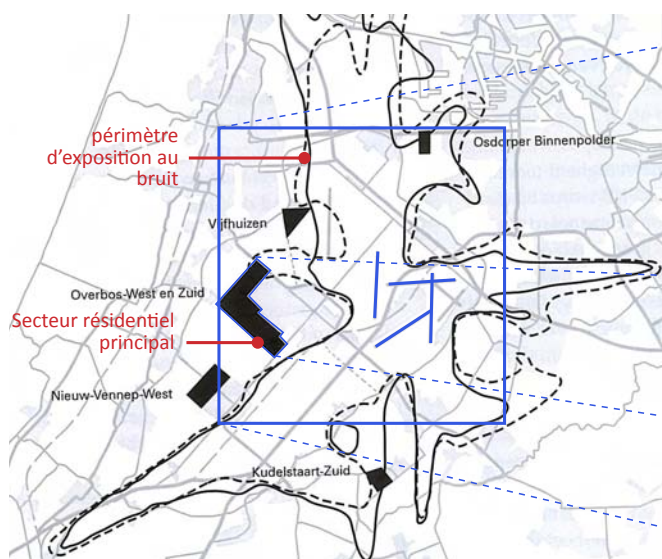 périmètre
d'exposition au
bruit
Osdorper Binnenpolder
Vijfhuizen
Overbos-West en Zuid
Secteur résidentiel
principal
Nieuw-Vennep-West
Kudelstaart-Zuid